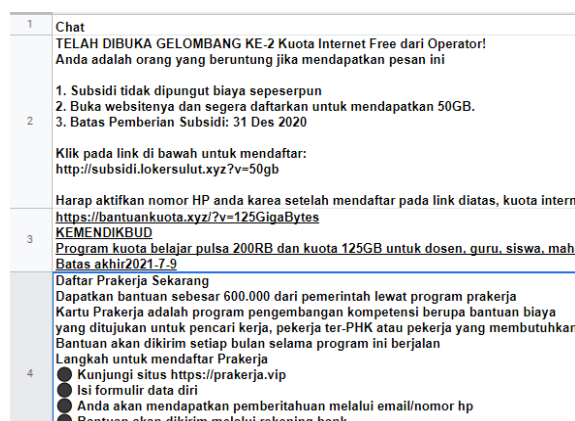 1 Chat
TELAH DIBUKA GELOMBANG KE-2 Kuota Internet Free dari Operator!
Anda adalah orang yang beruntung jika mendapatkan pesan ini
1. Subsidi tidak dipungut biaya sepeserpun
2. Buka websitenya dan segera daftarkan untuk mendapatkan 50GB.
3. Batas Pemberian Subsidi: 31 Des 2020
2
Klik pada link di bawah untuk mendaftar:
http://subsidi.lokersulut.xyz?v=50gb
Harap aktifkan nomor HP anda karea setelah mendaftar pada link diatas, kuota intern
https://bantuankuota.xyz/?v=125GigaBytes
3 KEMENDIKBUD
Program kuota belajar pulsa 200RB dan kuota 125GB untuk dosen, guru, siswa, mah
Batas akhir2021-7-9
Daftar Prakerja Sekarang
Dapatkan bantuan sebesar 600.000 dari pemerintah lewat program prakerja
Kartu Prakerja adalah program pengembangan kompetensi berupa bantuan biaya
yang ditujukan untuk pencari kerja, pekerja ter-PHK atau pekerja yang membutuhkan
Bantuan akan dikirim setiap bulan selama program ini berjalan
Langkah untuk mendaftar Prakerja
4 ⚫ Kunjungi situs https://prakerja.vip
⚫ Isi formulir data diri
⚫ Anda akan mendapatkan pemberitahuan melalui email/nomor hp
⚫ Bantuan akan dikirim melalui rekening bank